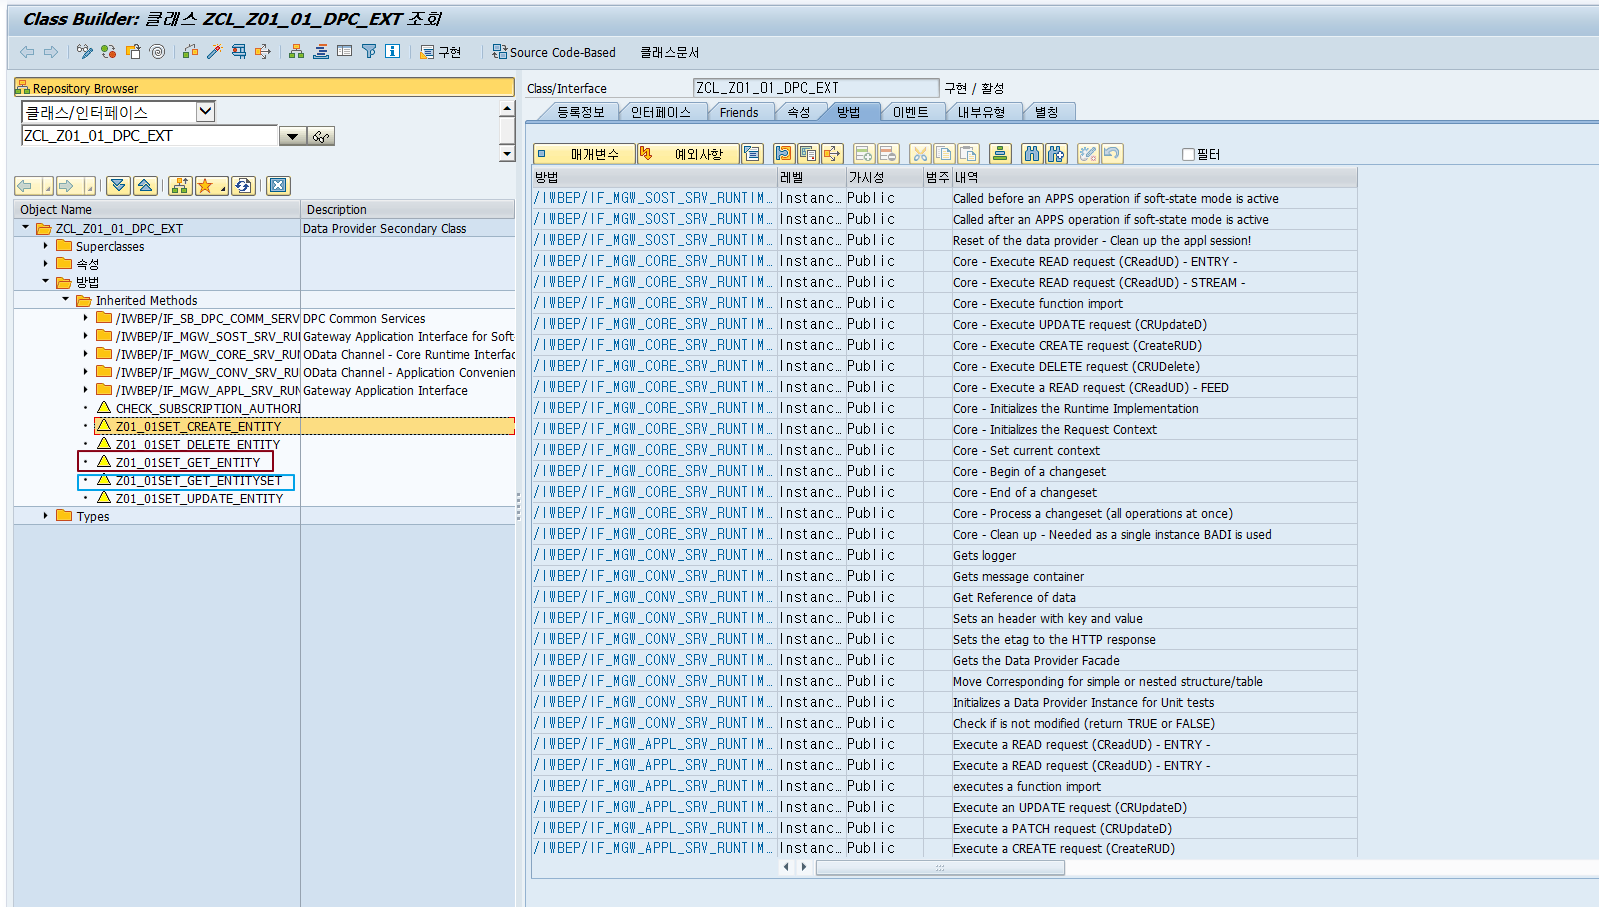 Class Builder: 클래스 ZCL_Z01_01_DPC_EXT 조회
구현 Source Code-Based 클래스문서
Repository Browser
클래스/인터페이스
ZCL_Z01_01_DPC_EXT
Object Name Description
ZCL_Z01_01_DPC_EXT Data Provider Secondary Class
Superclasses
속성
방법
Inherited Methods
/IWBEP/IF_SB_DPC_COMM_SERV DPC Common Services
/IWBEP/IF_MGW_SOST_SRV_RUN Gateway Application Interface for Soft
/IWBEP/IF_MGW_CORE_SRV_RUN OData Channel - Core Runtime Interfac
/IWBEP/IF_MGW_CONV_SRV_RU OData Channel - Application Convenien
/IWBEP/IF_MGW_APPL_SRV_RUN Gateway Application Interface
CHECK_SUBSCRIPTION_AUTHORI
Z01_01SET_CREATE_ENTITY
Z01_01SET_DELETE_ENTITY
Z01_01SET_GET_ENTITY
Z01_01SET_GET_ENTITYSET
Z01_01SET_UPDATE_ENTITY
Types
Class/Interface ZCL_Z01_01_DPC_EXT 구현 / 활성
등록정보 인터페이스 Friends 속성 방법 이벤트 내부유형 별칭
매개변수 예외사항 필터
방법 레벨 가시성 범주 내역
/IWBEP/IF_MGW_SOST_SRV_RUNTIM… Instanc… Public Called before an APPS operation if soft-state mode is active
/IWBEP/IF_MGW_SOST_SRV_RUNTIM… Instanc… Public Called after an APPS operation if soft-state mode is active
/IWBEP/IF_MGW_SOST_SRV_RUNTIM… Instanc… Public Reset of the data provider - Clean up the appl session!
/IWBEP/IF_MGW_CORE_SRV_RUNTIM… Instanc… Public Core - Execute READ request (CReadUD) - ENTRY -
/IWBEP/IF_MGW_CORE_SRV_RUNTIM… Instanc… Public Core - Execute READ request (CReadUD) - STREAM -
/IWBEP/IF_MGW_CORE_SRV_RUNTIM… Instanc… Public Core - Execute function import
/IWBEP/IF_MGW_CORE_SRV_RUNTIM… Instanc… Public Core - Execute UPDATE request (CRUpdateD)
/IWBEP/IF_MGW_CORE_SRV_RUNTIM… Instanc… Public Core - Execute CREATE request (CreateRUD)
/IWBEP/IF_MGW_CORE_SRV_RUNTIM… Instanc… Public Core - Execute DELETE request (CRUDelete)
/IWBEP/IF_MGW_CORE_SRV_RUNTIM… Instanc… Public Core - Execute a READ request (CReadUD) - FEED
/IWBEP/IF_MGW_CORE_SRV_RUNTIM… Instanc… Public Core - Initializes the Runtime Implementation
/IWBEP/IF_MGW_CORE_SRV_RUNTIM… Instanc… Public Core - Initializes the Request Context
/IWBEP/IF_MGW_CORE_SRV_RUNTIM… Instanc… Public Core - Set current context
/IWBEP/IF_MGW_CORE_SRV_RUNTIM… Instanc… Public Core - Begin of a changeset
/IWBEP/IF_MGW_CORE_SRV_RUNTIM… Instanc… Public Core - End of a changeset
/IWBEP/IF_MGW_CORE_SRV_RUNTIM… Instanc… Public Core - Process a changeset (all operations at once)
/IWBEP/IF_MGW_CORE_SRV_RUNTIM… Instanc… Public Core - Clean up - Needed as a single instance BADI is used
/IWBEP/IF_MGW_CONV_SRV_RUNTIM… Instanc… Public Gets logger
/IWBEP/IF_MGW_CONV_SRV_RUNTIM… Instanc… Public Gets message container
/IWBEP/IF_MGW_CONV_SRV_RUNTIM… Instanc… Public Get Reference of data
/IWBEP/IF_MGW_CONV_SRV_RUNTIM… Instanc… Public Sets an header with key and value
/IWBEP/IF_MGW_CONV_SRV_RUNTIM… Instanc… Public Sets the etag to the HTTP response
/IWBEP/IF_MGW_CONV_SRV_RUNTIM… Instanc… Public Gets the Data Provider Facade
/IWBEP/IF_MGW_CONV_SRV_RUNTIM… Instanc… Public Move Corresponding for simple or nested structure/table
/IWBEP/IF_MGW_CONV_SRV_RUNTIM… Instanc… Public Initializes a Data Provider Instance for Unit tests
/IWBEP/IF_MGW_CONV_SRV_RUNTIM… Instanc… Public Check if is not modified (return TRUE or FALSE)
/IWBEP/IF_MGW_APPL_SRV_RUNTIM… Instanc… Public Execute a READ request (CReadUD) - ENTRY -
/IWBEP/IF_MGW_APPL_SRV_RUNTIM… Instanc… Public Execute a READ request (CReadUD) - ENTRY -
/IWBEP/IF_MGW_APPL_SRV_RUNTIM… Instanc… Public executes a function import
/IWBEP/IF_MGW_APPL_SRV_RUNTIM… Instanc… Public Execute an UPDATE request (CRUpdateD)
/IWBEP/IF_MGW_APPL_SRV_RUNTIM… Instanc… Public Execute a PATCH request (CRUpdateD)
/IWBEP/IF_MGW_APPL_SRV_RUNTIM… Instanc… Public Execute a CREATE request (CreateRUD)